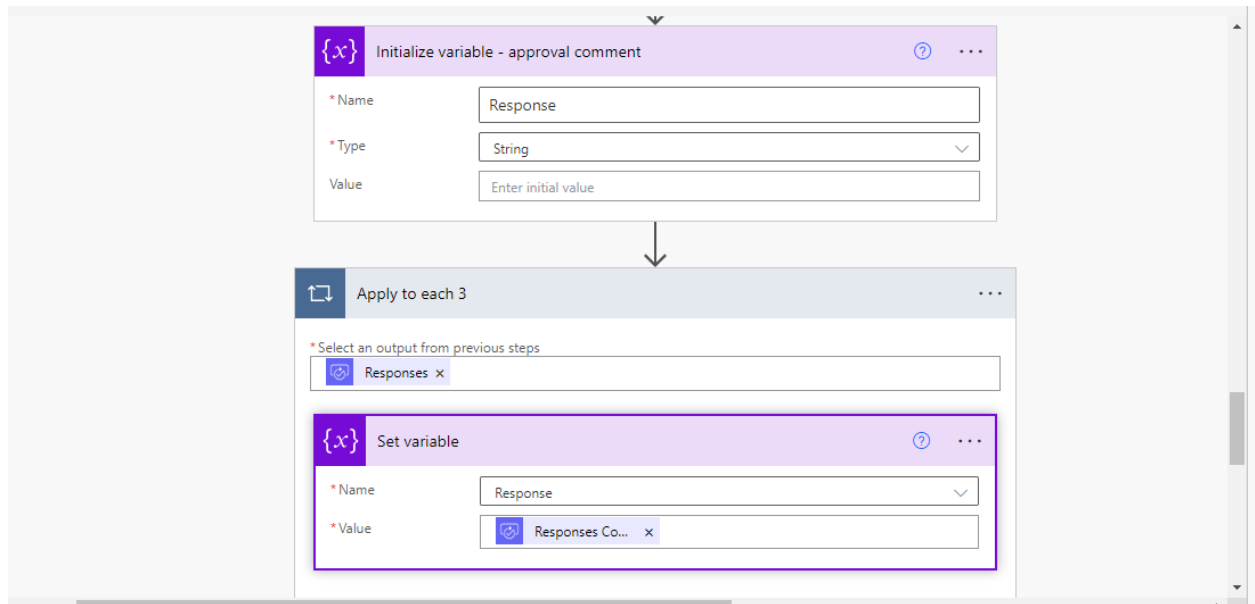 {x} Initialize variable - approval comment ? ...
* Name Response
* Type String
Value Enter initial value
Apply to each 3 ...
* Select an output from previous steps
Responses ×
{x} Set variable ? ...
* Name Response
* Value Responses Co... ×